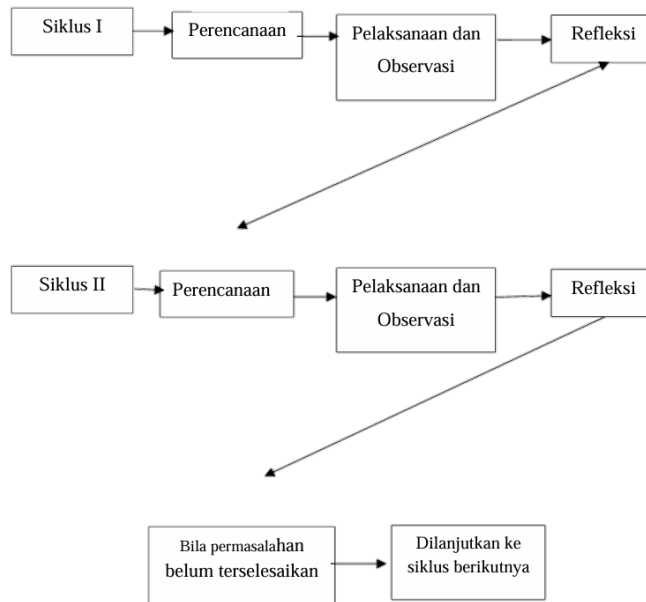 Siklus I
Perencanaan
Pelaksanaan dan
Observasi
Refleksi
Siklus II
Perencanaan
Pelaksanaan dan
Observasi
Refleksi
Bila permasalahan
belum terselesaikan
Dilanjutkan ke
siklus berikutnya